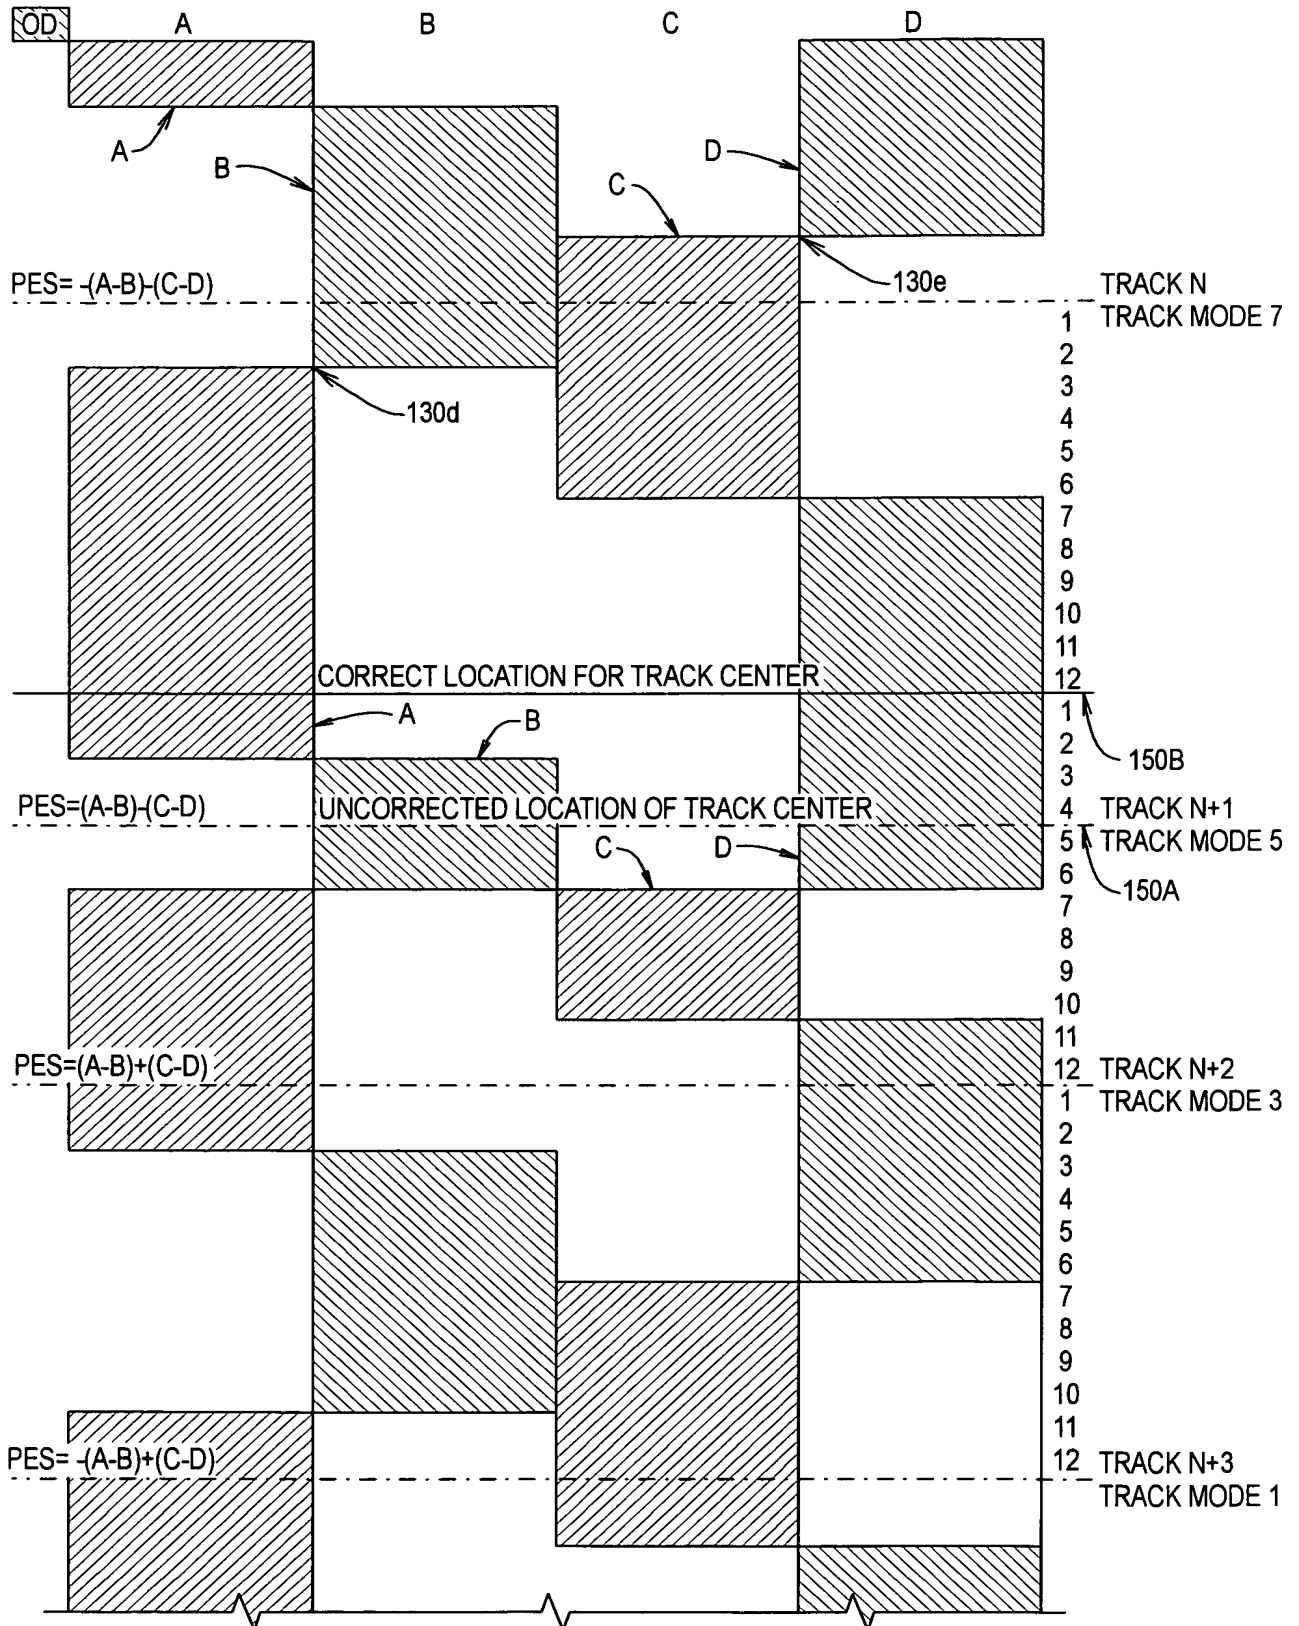 OD A B C D
A
B
D
C
PES= -(A-B)-(C-D)
130e
TRACK N
TRACK MODE 7
1
2
3
130d
4
5
6
7
8
9
10
11
CORRECT LOCATION FOR TRACK CENTER
12
A
B
1
2
150B
3
PES=(A-B)-(C-D)
UNCORRECTED LOCATION OF TRACK CENTER
4
TRACK N+1
C
D
5
TRACK MODE 5
6
150A
7
8
9
10
11
PES=(A-B)+(C-D)
12
TRACK N+2
1
TRACK MODE 3
2
3
4
5
6
7
8
9
10
11
PES= -(A-B)+(C-D)
12
TRACK N+3
TRACK MODE 1